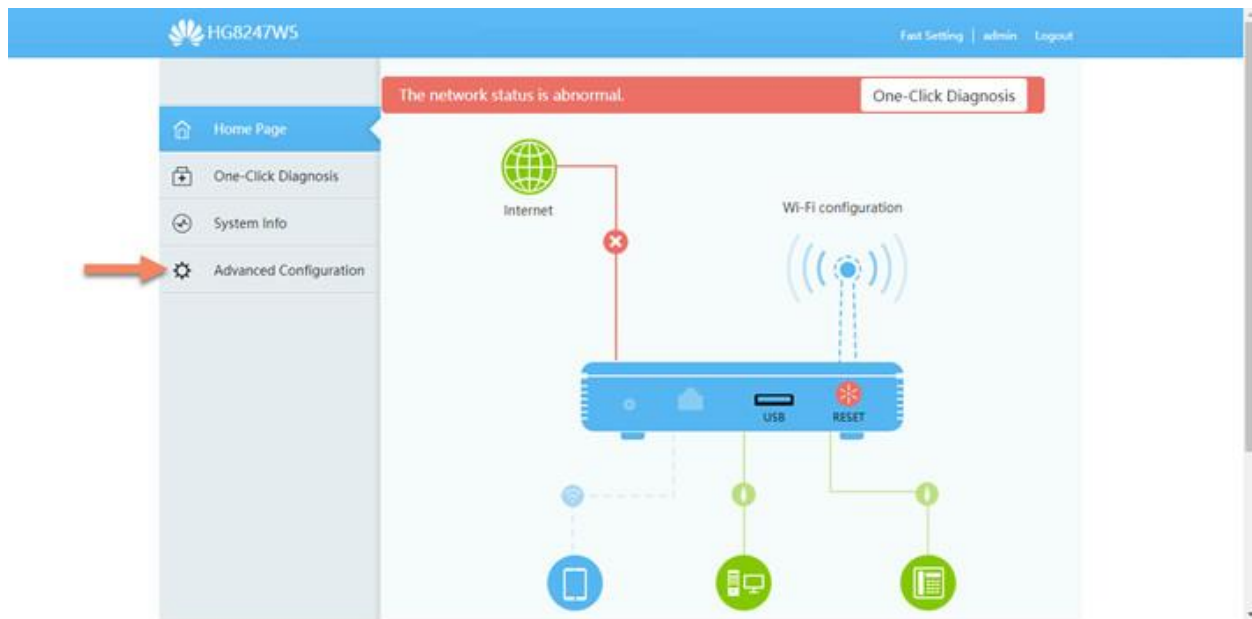 HG8247W5
Fast Setting | admin Logout
The network status is abnormal.
One-Click Diagnosis
Home Page
One-Click Diagnosis
System Info
Advanced Configuration
Internet
Wi-Fi configuration
USB
RESET